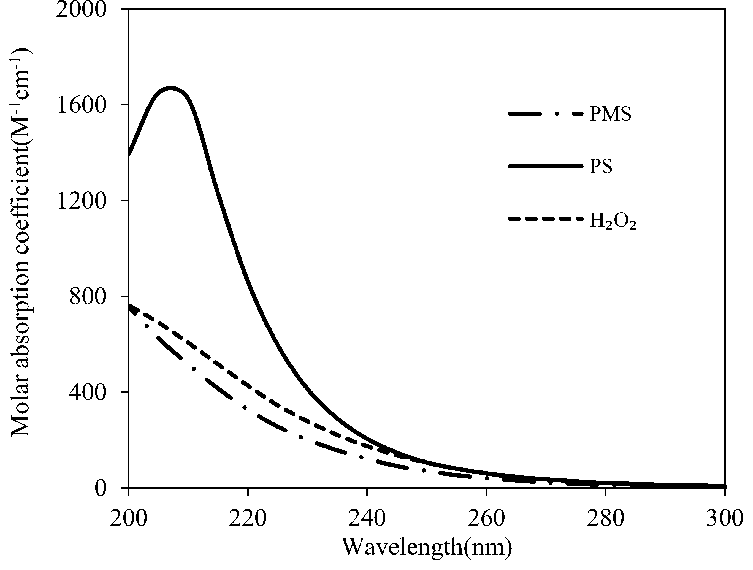 Molar absorption coefficient(M⁻¹cm⁻¹)
2000
1600
1200
800
400
0
PMS
PS
H₂O₂
200 220 240 260 280 300
Wavelength(nm)